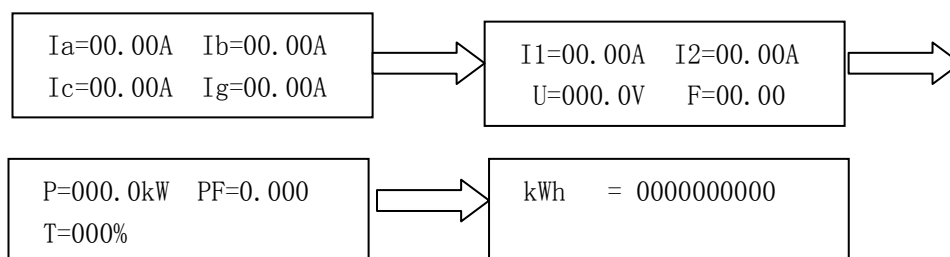 Ia=00.00A Ib=00.00A
Ic=00.00A Ig=00.00A
I1=00.00A I2=00.00A
U=000.0V F=00.00
P=000.0kW PF=0.000
T=000%
kWh = 0000000000